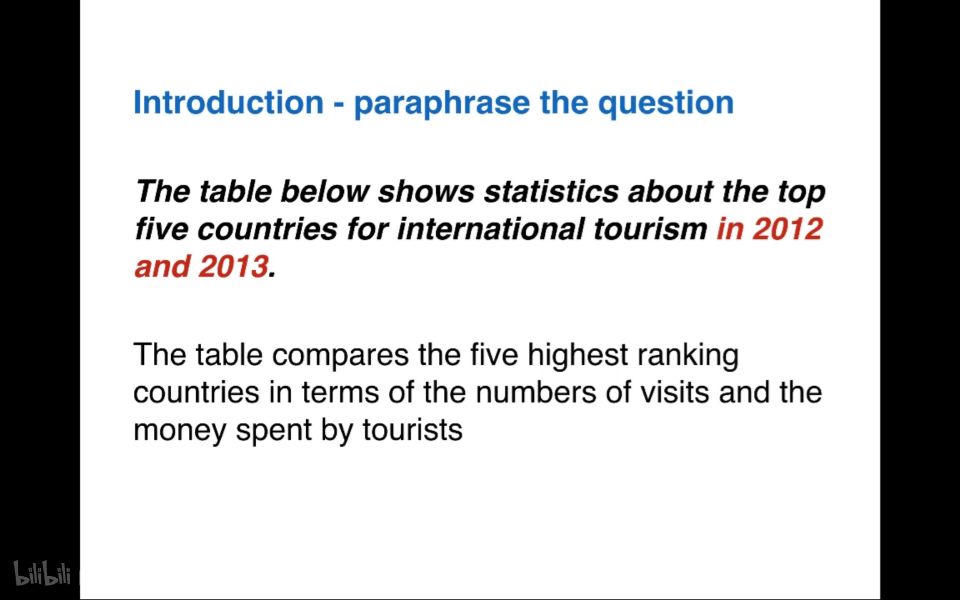 Introduction - paraphrase the question
The table below shows statistics about the top
five countries for international tourism in 2012
and 2013.
The table compares the five highest ranking
countries in terms of the numbers of visits and the
money spent by tourists
bilibili